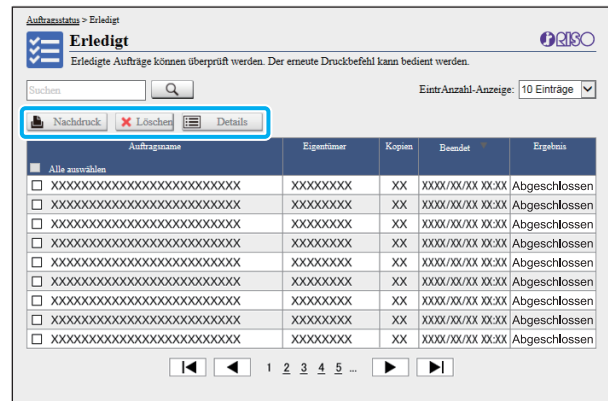 Auftragsstatus > Erledigt
Erledigt
RISO
Erledigte Aufträge können überprüft werden. Der erneute Druckbefehl kann bedient werden.
Suchen
EintrAnzahl-Anzeige: 10 Einträge
Nachdruck Löschen Details
Auftragsname Eigentümer Kopien Beendet Ergebnis
Alle auswählen
XXXXXXXXXXXXXXXXXXXXXXXXX XXXXXXXX XX XXXX/XX/XX XX:XX Abgeschlossen
XXXXXXXXXXXXXXXXXXXXXXXXX XXXXXXXX XX XXXX/XX/XX XX:XX Abgeschlossen
XXXXXXXXXXXXXXXXXXXXXXXXX XXXXXXXX XX XXXX/XX/XX XX:XX Abgeschlossen
XXXXXXXXXXXXXXXXXXXXXXXXX XXXXXXXX XX XXXX/XX/XX XX:XX Abgeschlossen
XXXXXXXXXXXXXXXXXXXXXXXXX XXXXXXXX XX XXXX/XX/XX XX:XX Abgeschlossen
XXXXXXXXXXXXXXXXXXXXXXXXX XXXXXXXX XX XXXX/XX/XX XX:XX Abgeschlossen
XXXXXXXXXXXXXXXXXXXXXXXXX XXXXXXXX XX XXXX/XX/XX XX:XX Abgeschlossen
XXXXXXXXXXXXXXXXXXXXXXXXX XXXXXXXX XX XXXX/XX/XX XX:XX Abgeschlossen
XXXXXXXXXXXXXXXXXXXXXXXXX XXXXXXXX XX XXXX/XX/XX XX:XX Abgeschlossen
1 2 3 4 5 ...